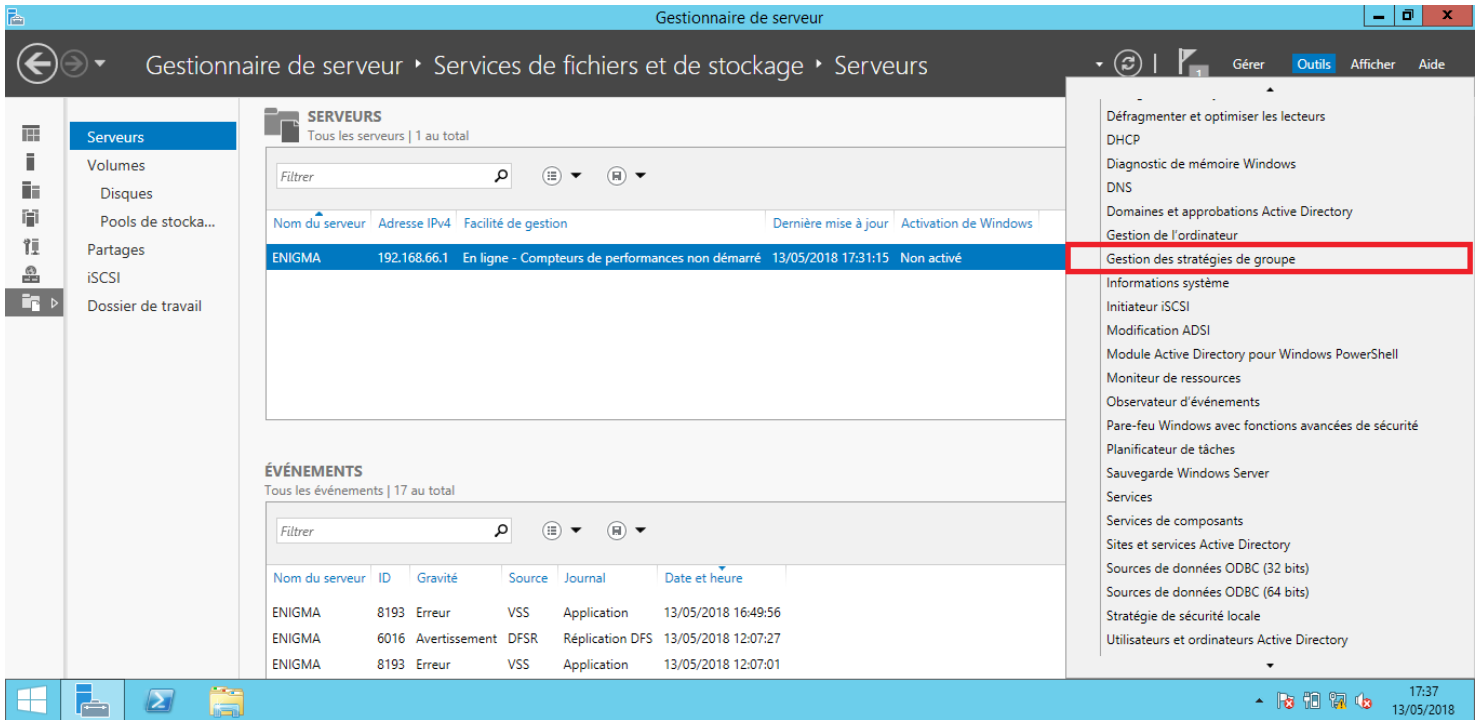 Gestionnaire de serveur
Gestionnaire de serveur • Services de fichiers et de stockage • Serveurs
1
Gérer Outils Afficher Aide
Serveurs
Volumes
Disques
Pools de stocka...
Partages
iSCSI
Dossier de travail
SERVEURS
Tous les serveurs | 1 au total
Filtrer
Nom du serveur Adresse IPv4 Facilité de gestion Dernière mise à jour Activation de Windows
ENIGMA 192.168.66.1 En ligne - Compteurs de performances non démarré 13/05/2018 17:31:15 Non activé
ÉVÉNEMENTS
Tous les événements | 17 au total
Filtrer
Nom du serveur ID Gravité Source Journal Date et heure
ENIGMA 8193 Erreur VSS Application 13/05/2018 16:49:56
ENIGMA 6016 Avertissement DFSR Réplication DFS 13/05/2018 12:07:27
ENIGMA 8193 Erreur VSS Application 13/05/2018 12:07:01
Défragmenter et optimiser les lecteurs
DHCP
Diagnostic de mémoire Windows
DNS
Domaines et approbations Active Directory
Gestion de l'ordinateur
Gestion des stratégies de groupe
Informations système
Initiateur iSCSI
Modification ADSI
Module Active Directory pour Windows PowerShell
Moniteur de ressources
Observateur d'événements
Pare-feu Windows avec fonctions avancées de sécurité
Planificateur de tâches
Sauvegarde Windows Server
Services
Services de composants
Sites et services Active Directory
Sources de données ODBC (32 bits)
Sources de données ODBC (64 bits)
Stratégie de sécurité locale
Utilisateurs et ordinateurs Active Directory
17:37
13/05/2018